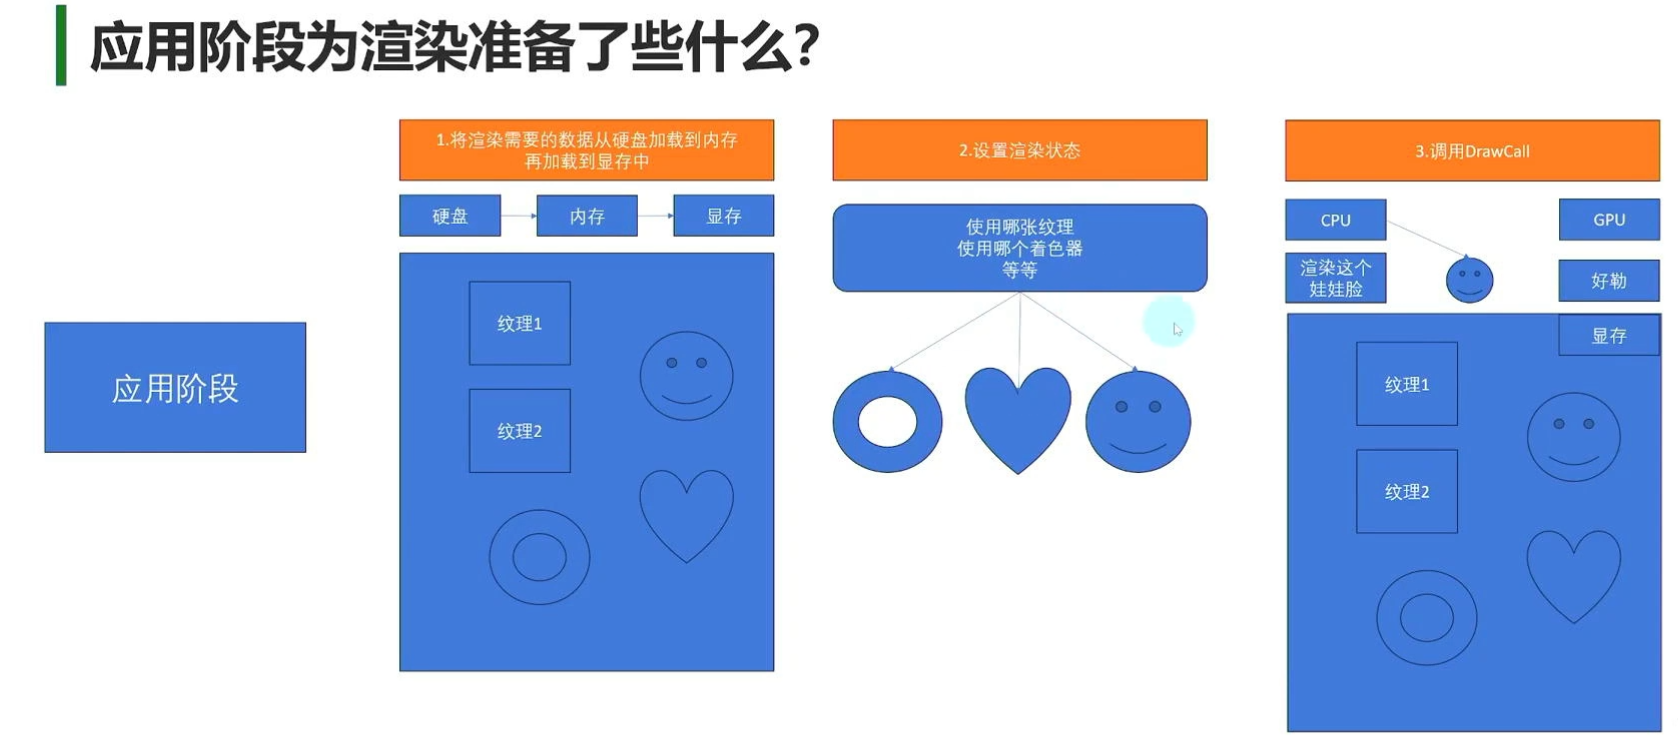 应用阶段为渲染准备了些什么？
应用阶段
1.将渲染需要的数据从硬盘加载到内存
再加载到显存中
硬盘
内存
显存
纹理1
纹理2
2.设置渲染状态
使用哪张纹理
使用哪个着色器
等等
3.调用DrawCall
CPU
GPU
渲染这个
娃娃脸
好勒
显存
纹理1
纹理2